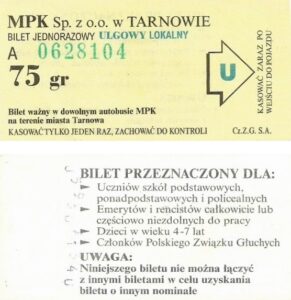 MPK Sp. z o.o. w TARNOWIE
BILET JEDNORAZOWY ULGOWY LOKALNY
A 0628104
75 gr
U
KASOWAĆ ZARAZ PO
WEJŚCIU DO POJAZDU
Bilet ważny w dowolnym autobusie MPK
na terenie miasta Tarnowa
KASOWAĆ TYLKO JEDEN RAZ, ZACHOWAĆ DO KONTROLI
Cz.Z.G. S.A.
BILET PRZEZNACZONY DLA:
Uczniów szkół podstawowych,
ponadpodstawowych i policealnych
Emerytów i rencistów całkowicie lub
częściowo niezdolnych do pracy
Dzieci w wieku 4-7 lat
Członków Polskiego Związku Głuchych
UWAGA:
Niniejszego biletu nie można łączyć
z innymi biletami w celu uzyskania
biletu o innym nominale